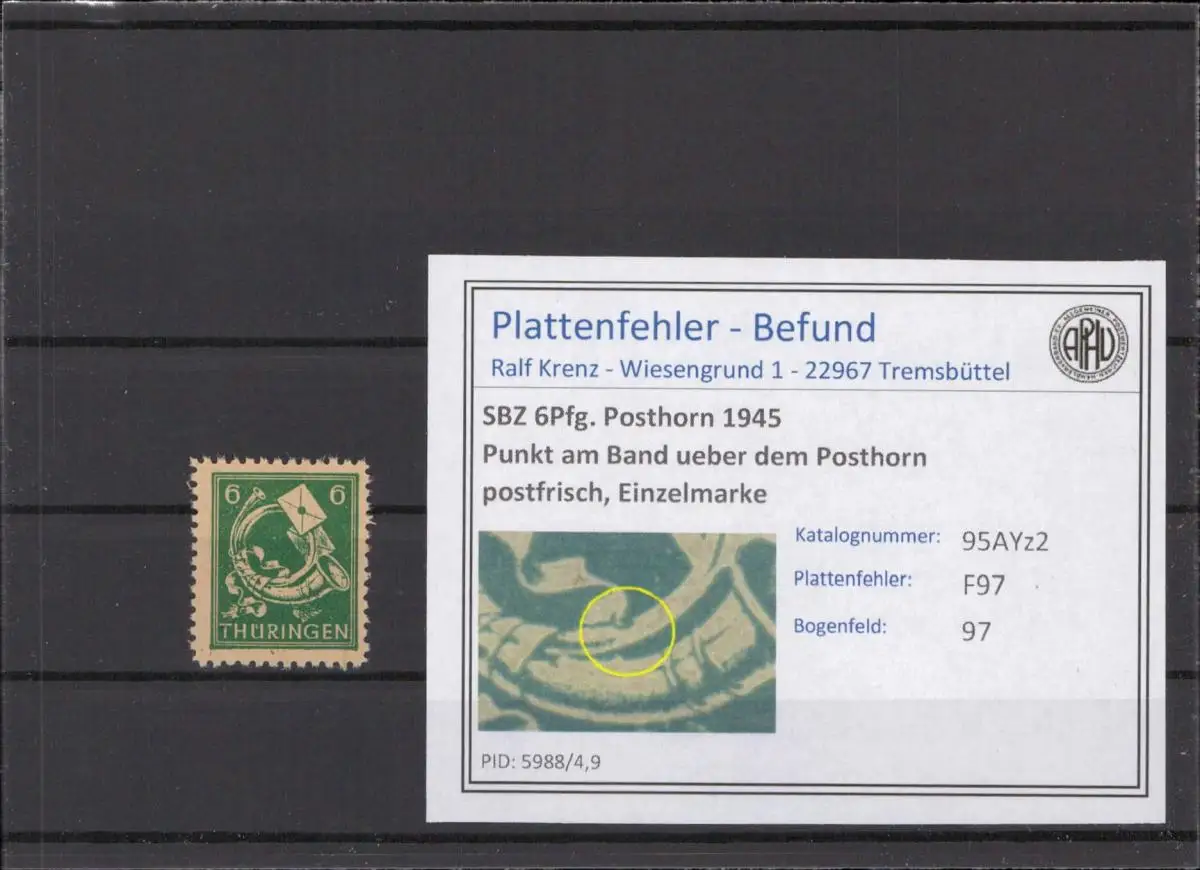 6 6
THÜRINGEN
Plattenfehler - Befund
Ralf Krenz - Wiesengrund 1 - 22967 Tremsbüttel
APHV
SBZ 6Pfg. Posthorn 1945
Punkt am Band ueber dem Posthorn
postfrisch, Einzelmarke
Katalognummer: 95AYz2
Plattenfehler: F97
Bogenfeld: 97
PID: 5988/4,9